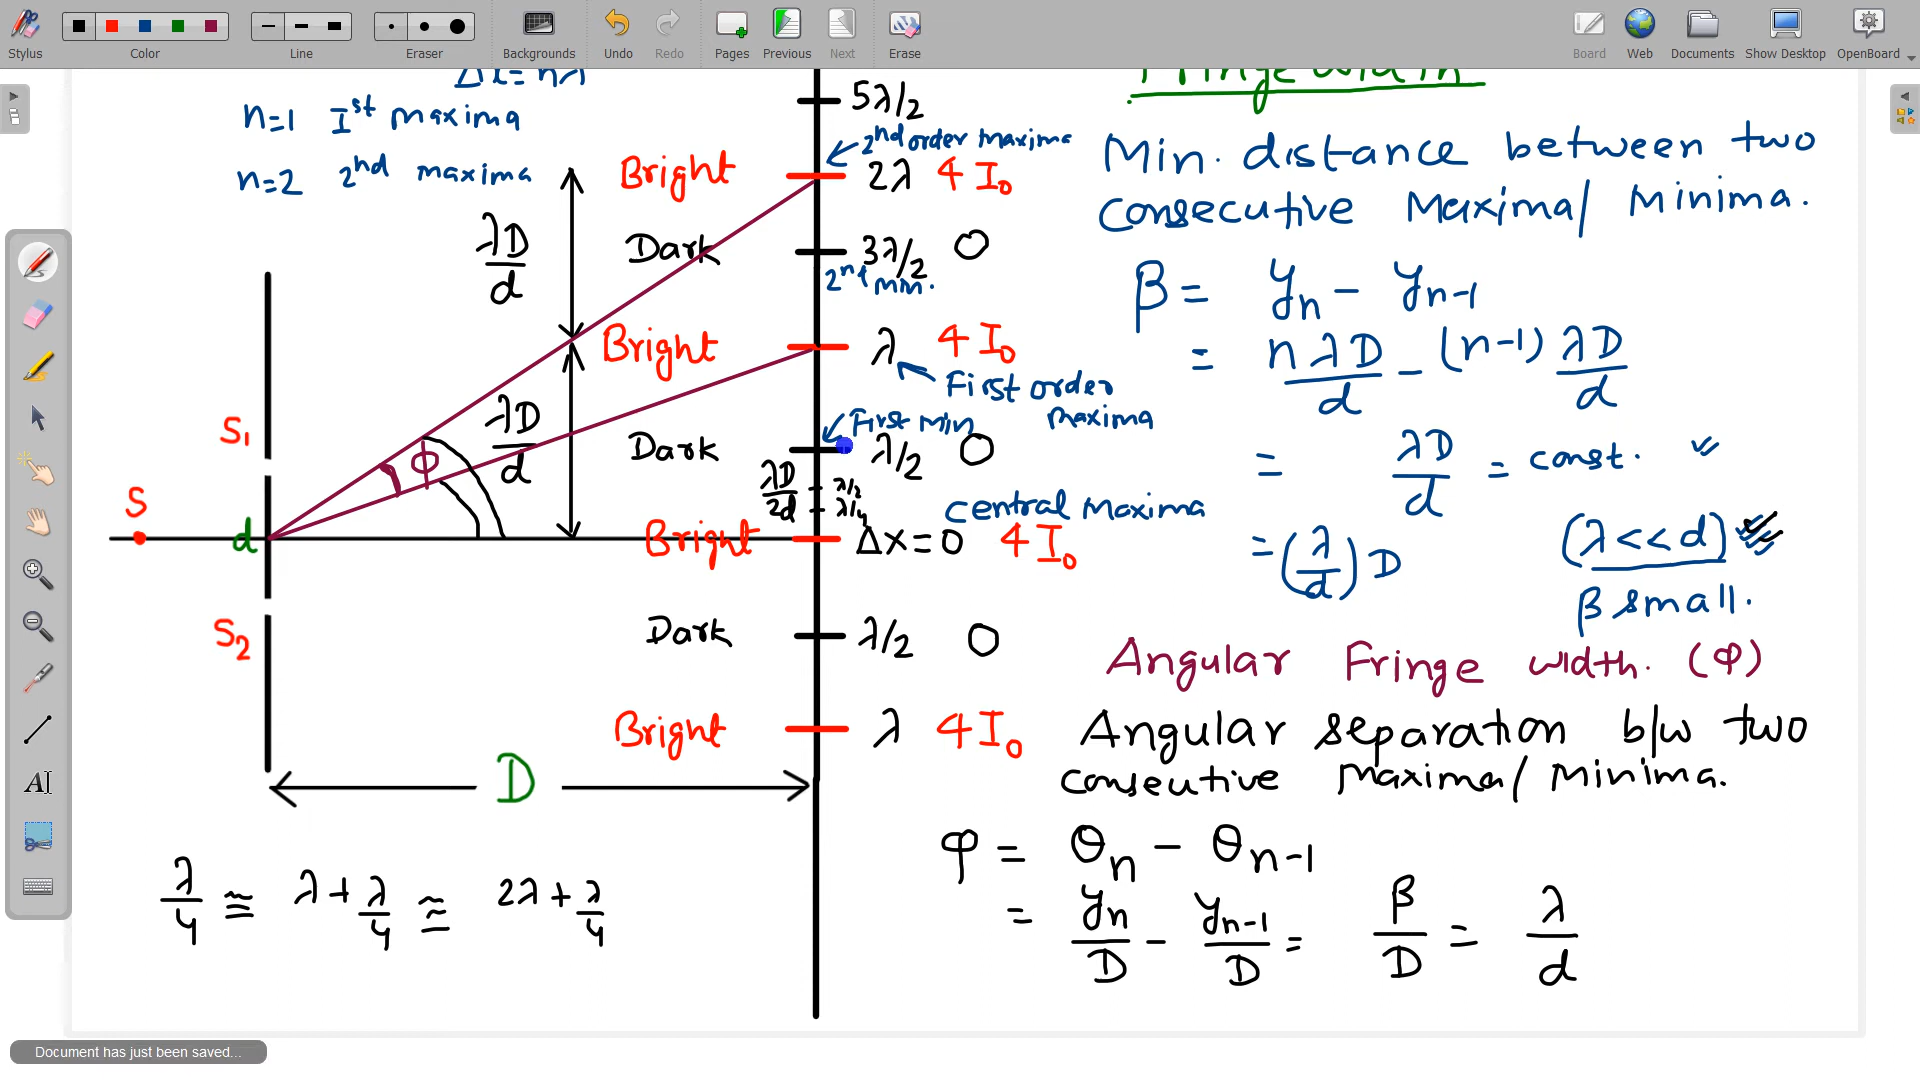 Stylus
Color
Line
Eraser
Backgrounds
Undo
Redo
Pages
Previous
Next
Erase
Board
Web
Documents
Show Desktop
OpenBoard
Δx = nλ
n=1 Ist maxima
n=2 2nd maxima
λD/d
λD/d
S1
S
d
S2
ϕ
D
Bright
Dark
Bright
Dark
Bright
Dark
Bright
5λ/2
2nd order Maxima
2λ 4 I0
3λ/2 0
2nd min.
λ 4 I0
First order
Maxima
First Min
λ/2 0
λD/2d
λ/2
λ/4
central Maxima
Δx=0 4 I0
λ/2 0
λ 4 I0
Fringe width
Min. distance between two
consecutive Maxima/ Minima.
β = yn - yn-1
= nλD/d - (n-1) λD/d
= λD/d = const.
= (λ/d) D
(λ<<d)
β small.
Angular Fringe width. (Φ)
Angular separation b/w two
conseutive Maxima/ Minima.
φ = θn - θn-1
= yn/D - yn-1/D = β/D = λ/d
λ/4 ≅ λ+λ/4 ≅ 2λ+λ/4
AI
Document has just been saved...